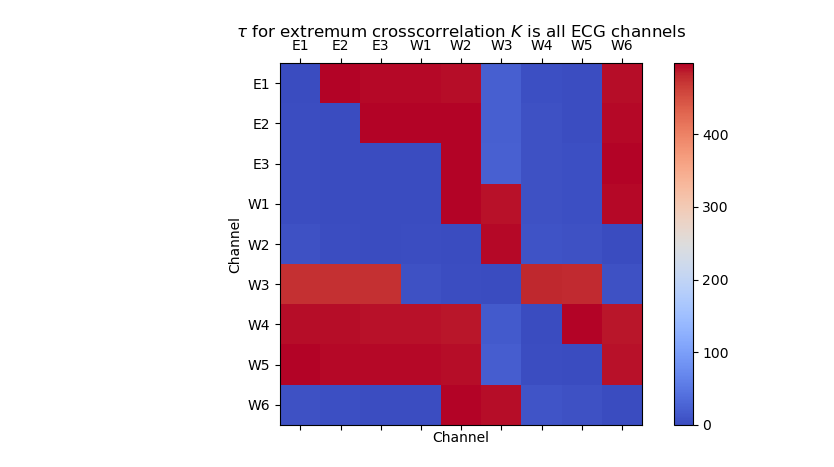 τ for extremum crosscorrelation K is all ECG channels
E1 E2 E3 W1 W2 W3 W4 W5 W6
E1
E2
E3
W1
W2
W3
W4
W5
W6
Channel
Channel
400
300
200
100
0